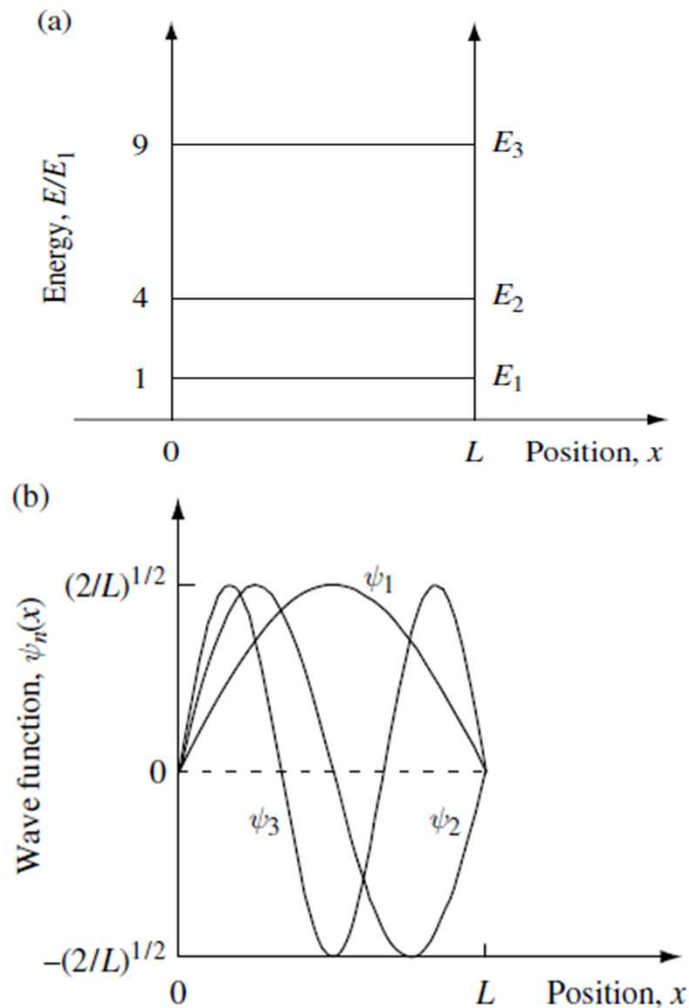 (a)
Energy, E/E₁
9
E₃
4
E₂
1
E₁
0
L
Position, x
(b)
Wave function, ψₙ(x)
(2/L)¹/²
ψ₁
0
ψ₃
ψ₂
−(2/L)¹/²
0
L
Position, x